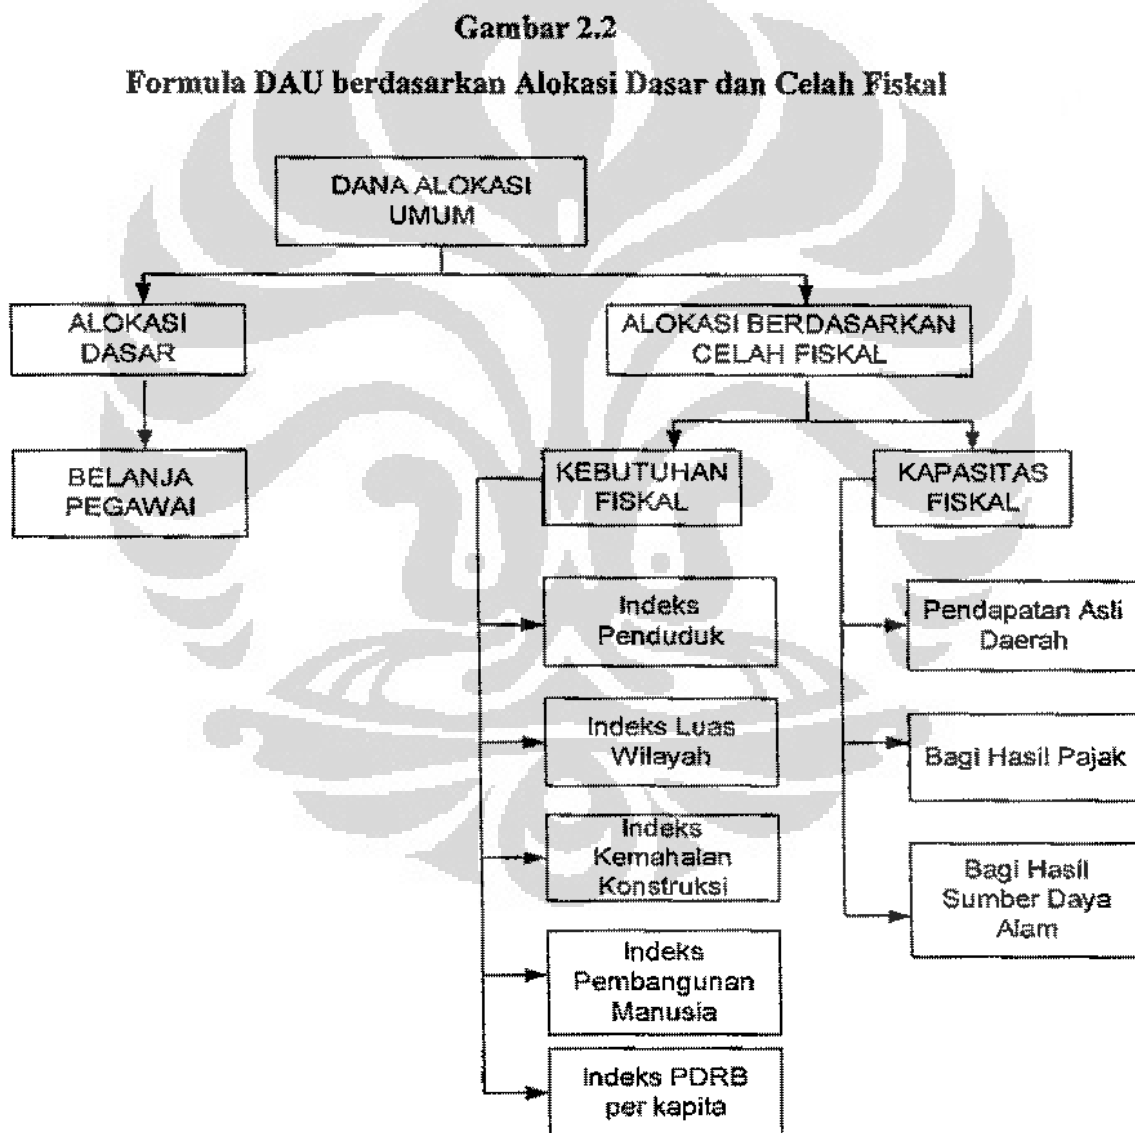 Gambar 2.2
Formula DAU berdasarkan Alokasi Dasar dan Celah Fiskal
DANA ALOKASI
UMUM
ALOKASI
DASAR
ALOKASI BERDASARKAN
CELAH FISKAL
BELANJA
PEGAWAI
KEBUTUHAN
FISKAL
KAPASITAS
FISKAL
Indeks
Penduduk
Indeks Luas
Wilayah
Indeks
Kemahalan
Konstruksi
Indeks
Pembangunan
Manusia
Indeks PDRB
per kapita
Pendapatan Asli
Daerah
Bagi Hasil Pajak
Bagi Hasil
Sumber Daya
Alam